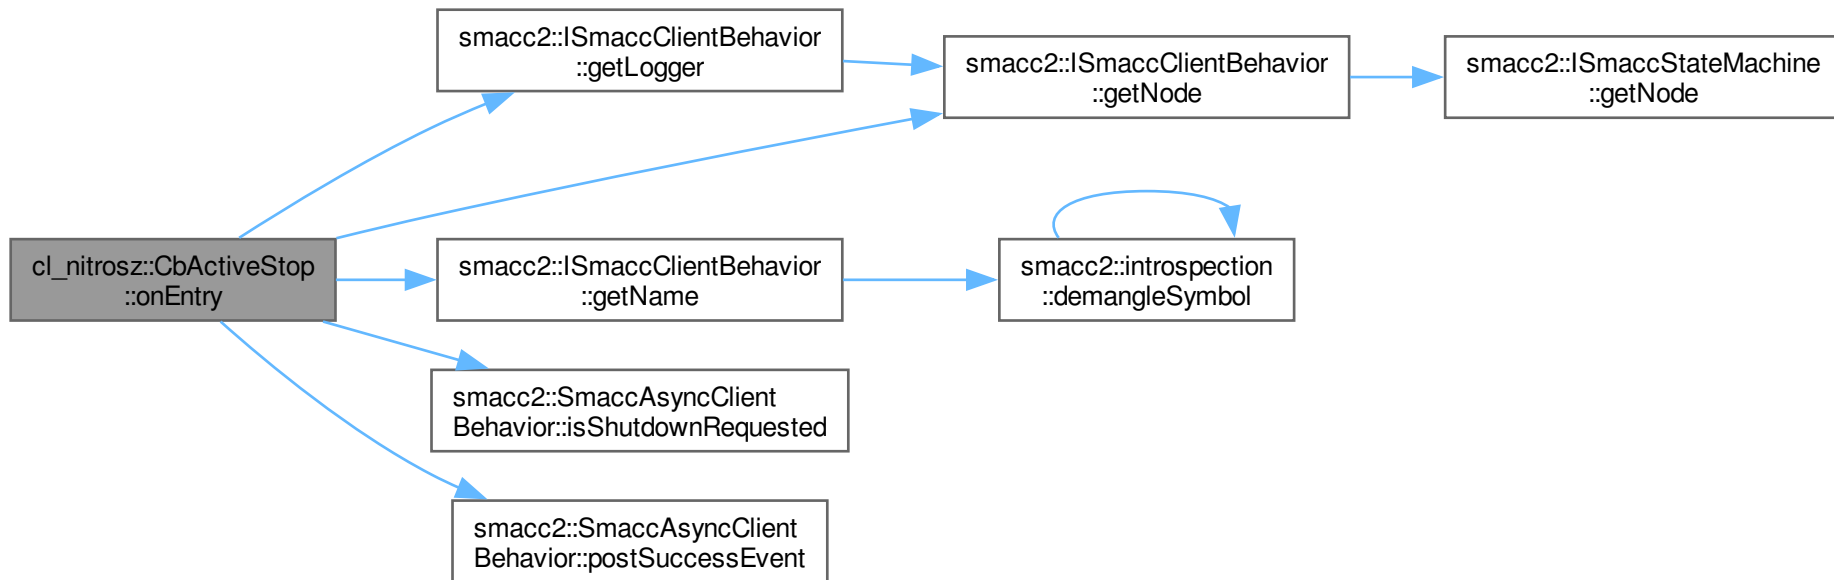 smacc2::ISmaccClientBehavior
::getLogger
smacc2::ISmaccClientBehavior
::getNode
smacc2::ISmaccStateMachine
::getNode
cl_nitrosz::CbActiveStop
::onEntry
smacc2::ISmaccClientBehavior
::getName
smacc2::introspection
::demangleSymbol
smacc2::SmaccAsyncClient
Behavior::isShutdownRequested
smacc2::SmaccAsyncClient
Behavior::postSuccessEvent